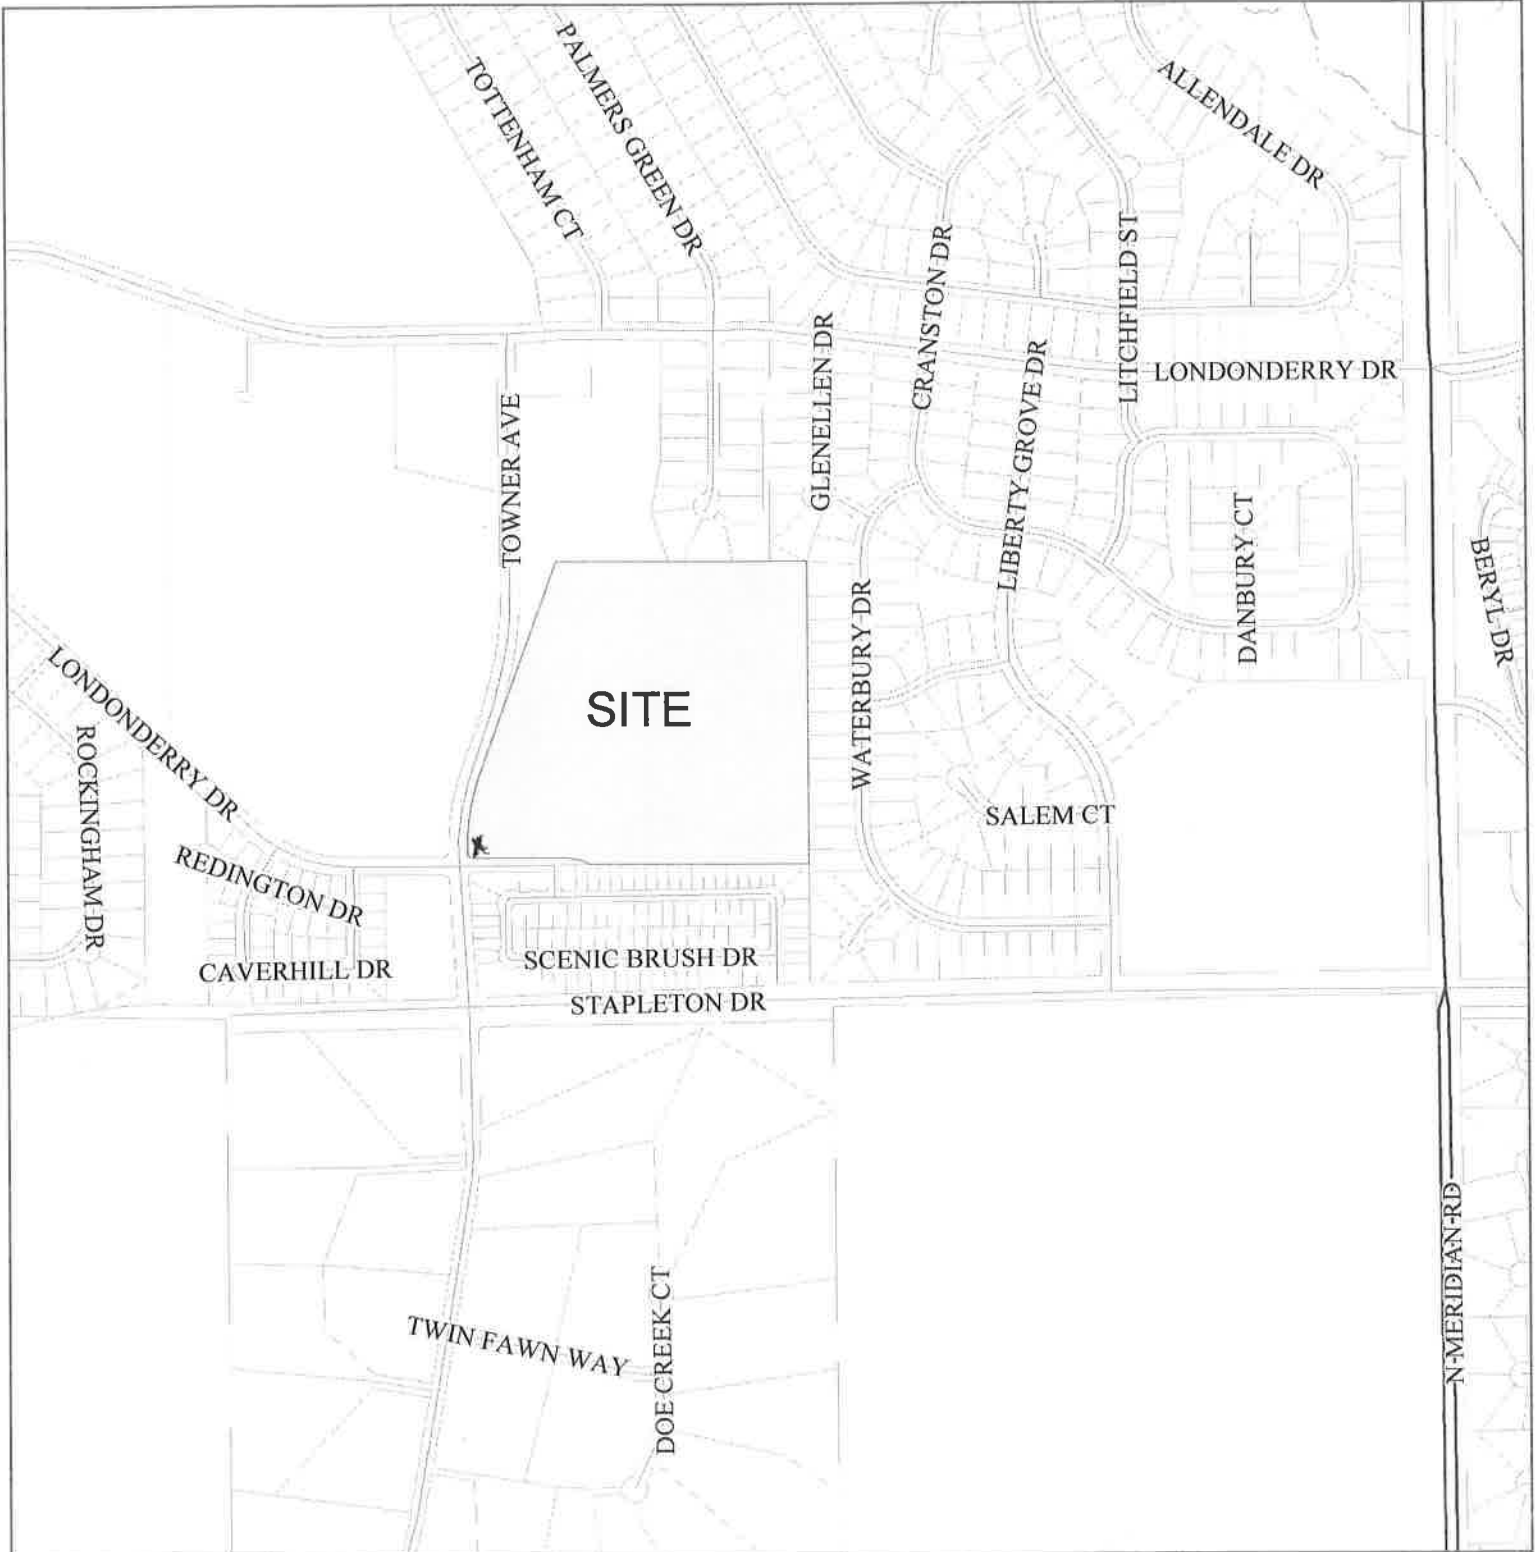 PALMERS GREEN DR
TOTTENHAM CT
ALLENDALE DR
CRANSTON DR
LITCHFIELD ST
GLENELLEN DR
LIBERTY GROVE DR
LONDONDERRY DR
TOWNER AVE
DANBURY CT
BERYL DR
WATERBURY DR
LONDONDERRY DR
SITE
ROCKINGHAM DR
SALEM CT
REDINGTON DR
CAVERHILL DR
SCENIC BRUSH DR
STAPLETON DR
N MERIDIAN RD
TWIN FAWN WAY
DOE CREEK CT